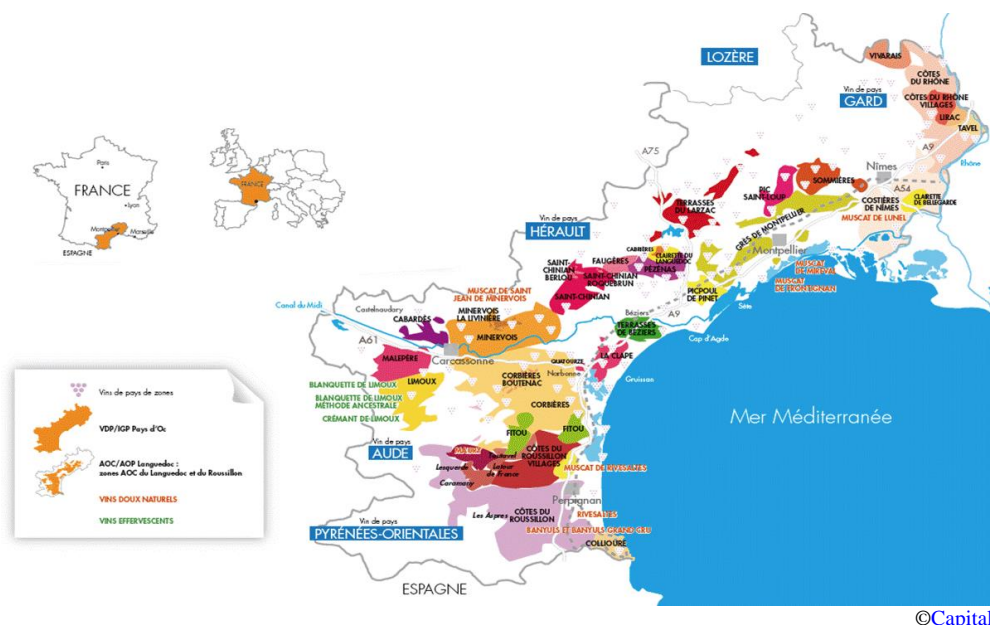 LOZÈRE
VIVARAIS
CÔTES
DU RHÔNE
Vin de pays
GARD
CÔTES DU RHÔNE
VILLAGES
LIRAC
TAVEL
A9
Rhône
A75
Nîmes
A54
SOMMIÈRES
PIC
SAINT-LOUP
COSTIÈRES
DE NÎMES
CLAIRETTE
DE BELLEGARDE
MUSCAT DE LUNEL
TERRASSES
DU LARZAC
GRÈS DE MONTPELLIER
Montpellier
Vin de pays
HÉRAULT
CABRIÈRES
CLAIRETTE DU
LANGUEDOC
FAUGÈRES
PÉZENAS
SAINT-
CHINIAN
BERLOU
SAINT-CHINIAN
ROQUEBRUN
SAINT-CHINIAN
MUSCAT
DE MIREVAL
MUSCAT
DE FRONTIGNAN
PICPOUL
DE PINET
Sète
MUSCAT DE SAINT
JEAN DE MINERVOIS
Canal du Midi
Castelnaudary
CABARDÈS
MINERVOIS
LA LIVINIÈRE
MINERVOIS
Béziers
A9
TERRASSES
DE BÉZIERS
Cap d'Agde
A61
MALEPÈRE
Carcassonne
QUATOURZE
Narbonne
LA CLAPE
Gruissan
BLANQUETTE DE LIMOUX
LIMOUX
BLANQUETTE DE LIMOUX
MÉTHODE ANCESTRALE
CRÉMANT DE LIMOUX
CORBIÈRES
BOUTENAC
CORBIÈRES
Mer Méditerranée
FITOU
FITOU
Vin de pays
AUDE
MAURY
Tautavel
CÔTES DU
ROUSSILLON
VILLAGES
Lesquerde
Latour
de France
Caramany
MUSCAT DE RIVESALTES
Perpignan
Les Aspres
CÔTES DU
ROUSSILLON
RIVESALTES
BANYULS ET BANYULS GRAND CRU
COLLIOURE
Vin de pays
PYRÉNÉES-ORIENTALES
ESPAGNE
Paris
FRANCE
Lyon
Montpellier
Marseille
ESPAGNE
FRANCE
Vins de pays de zones
VDP/IGP Pays d'Oc
AOC/AOP Languedoc :
zones AOC du Languedoc et du Roussillon
VINS DOUX NATURELS
VINS EFFERVESCENTS
©Capital